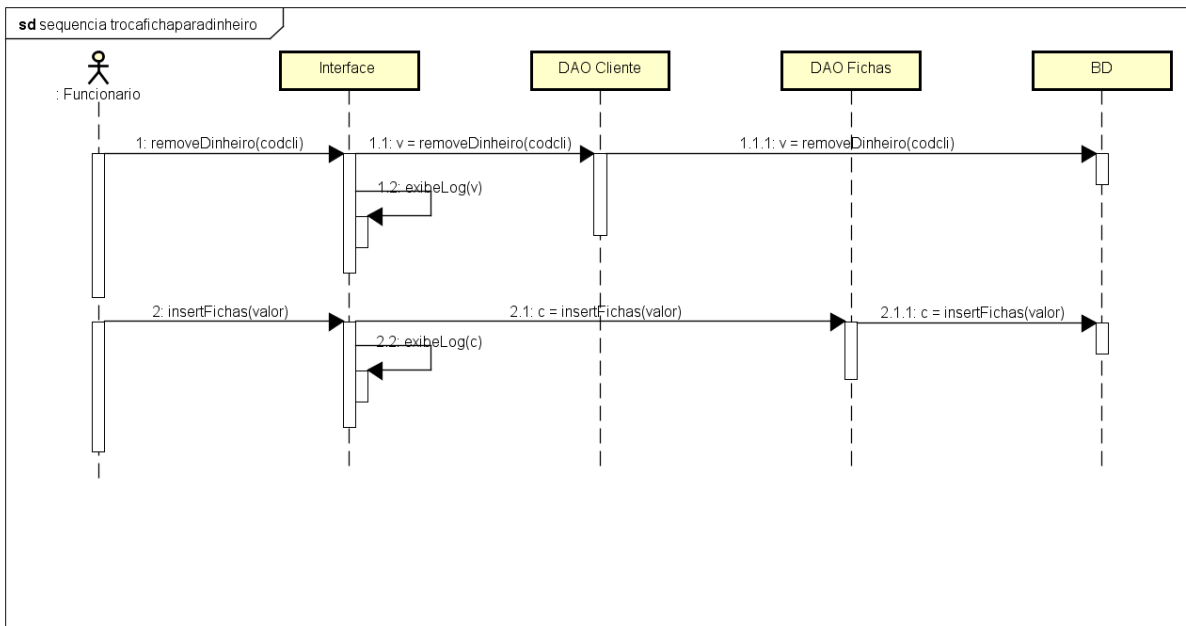 sd sequencia trocafichaparadinheiro
: Funcionario
Interface
DAO Cliente
DAO Fichas
BD
1: removeDinheiro(codcli)
1.1: v = removeDinheiro(codcli)
1.1.1: v = removeDinheiro(codcli)
1.2: exibeLog(v)
2: insertFichas(valor)
2.1: c = insertFichas(valor)
2.1.1: c = insertFichas(valor)
2.2: exibeLog(c)